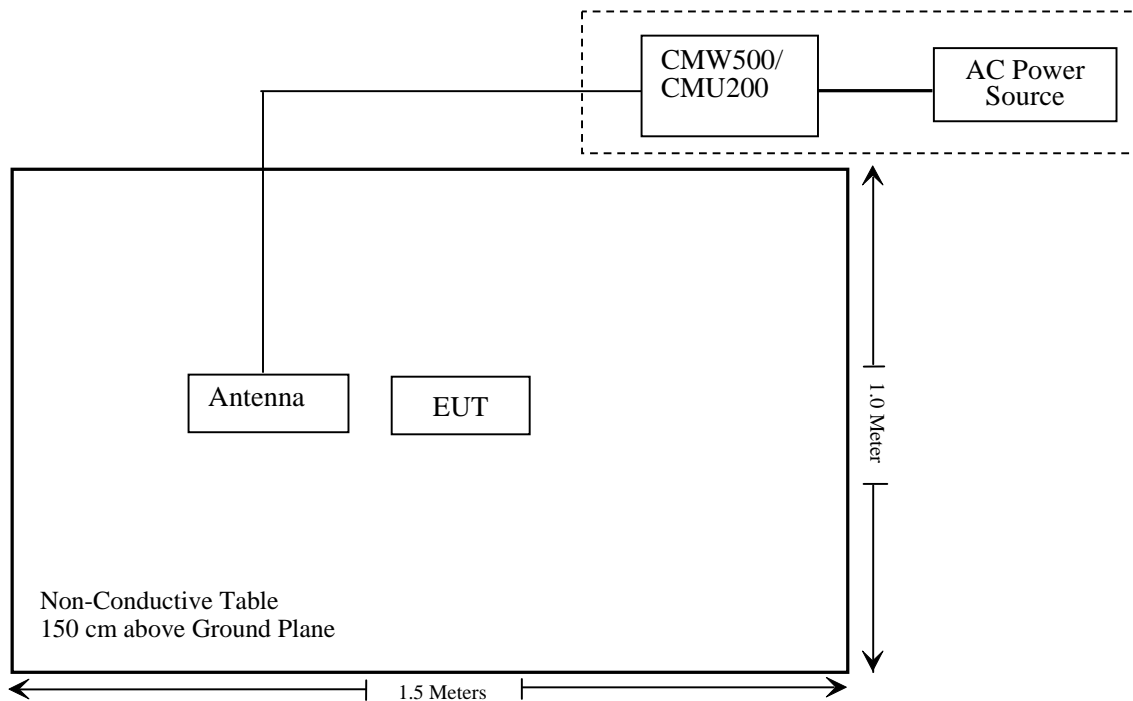 CMW500/
CMU200
AC Power
Source
Antenna
EUT
1.0 Meter
Non-Conductive Table
150 cm above Ground Plane
1.5 Meters